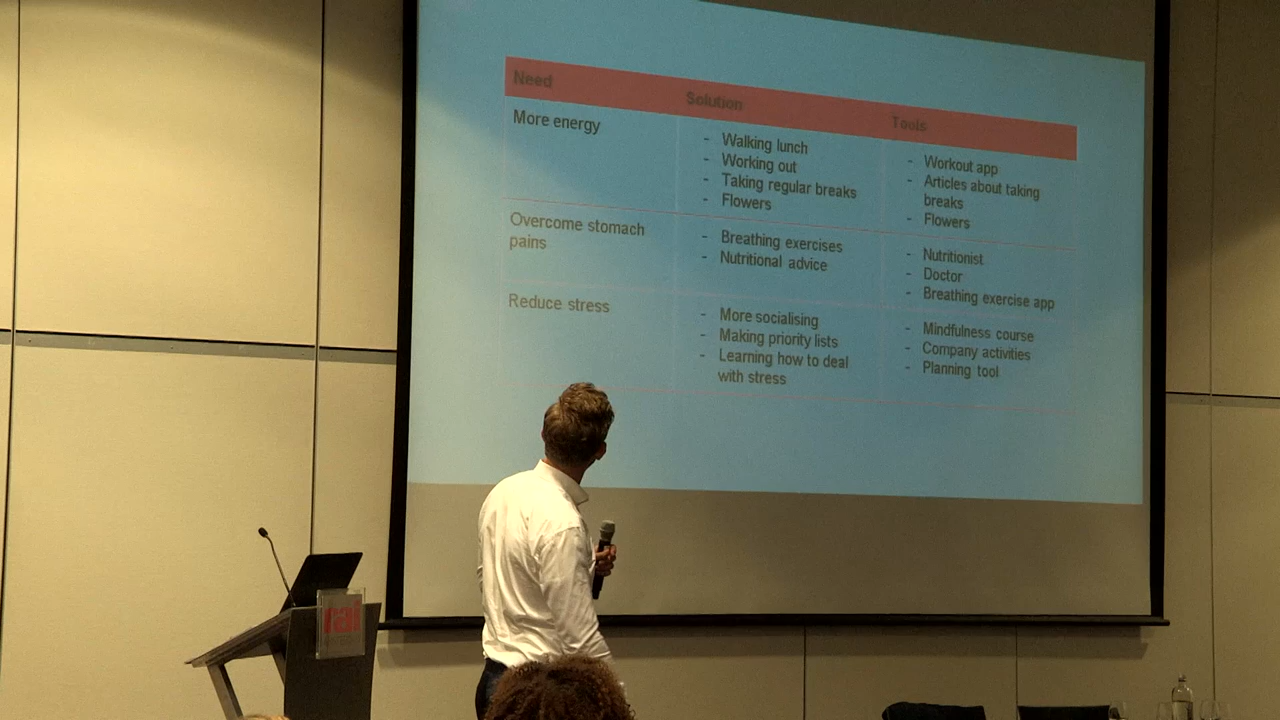 Need
Solution
Tools
More energy
- Walking lunch
- Working out
- Taking regular breaks
- Flowers
- Workout app
- Articles about taking
breaks
- Flowers
Overcome stomach
pains
- Breathing exercises
- Nutritional advice
- Nutritionist
- Doctor
- Breathing exercise app
Reduce stress
- More socialising
- Making priority lists
- Learning how to deal
with stress
- Mindfulness course
- Company activities
- Planning tool